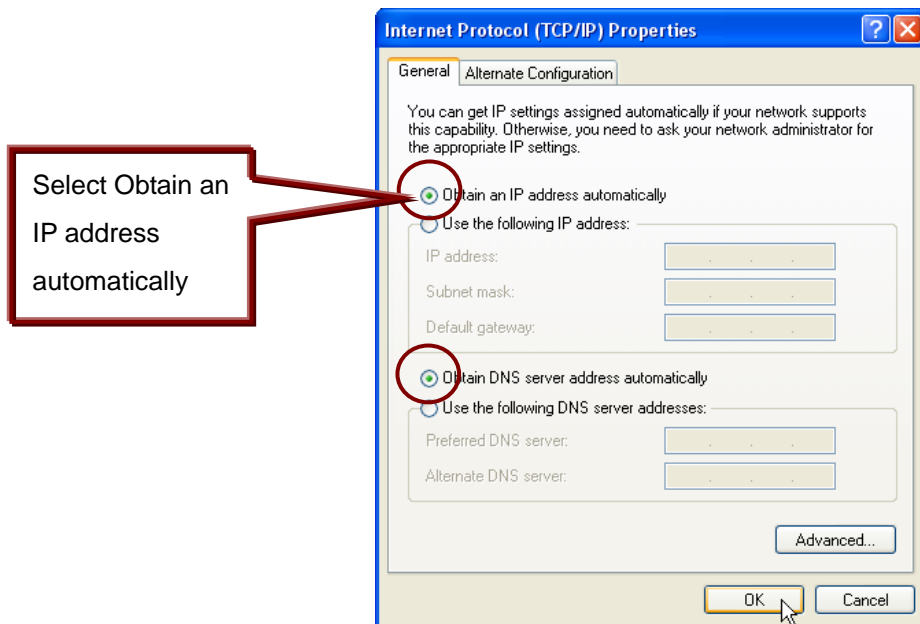 Internet Protocol (TCP/IP) Properties
General
Alternate Configuration
You can get IP settings assigned automatically if your network supports
this capability. Otherwise, you need to ask your network administrator for
the appropriate IP settings.
Select Obtain an
IP address
automatically
Obtain an IP address automatically
Use the following IP address:
IP address:
Subnet mask:
Default gateway:
Obtain DNS server address automatically
Use the following DNS server addresses:
Preferred DNS server:
Alternate DNS server:
Advanced...
OK
Cancel